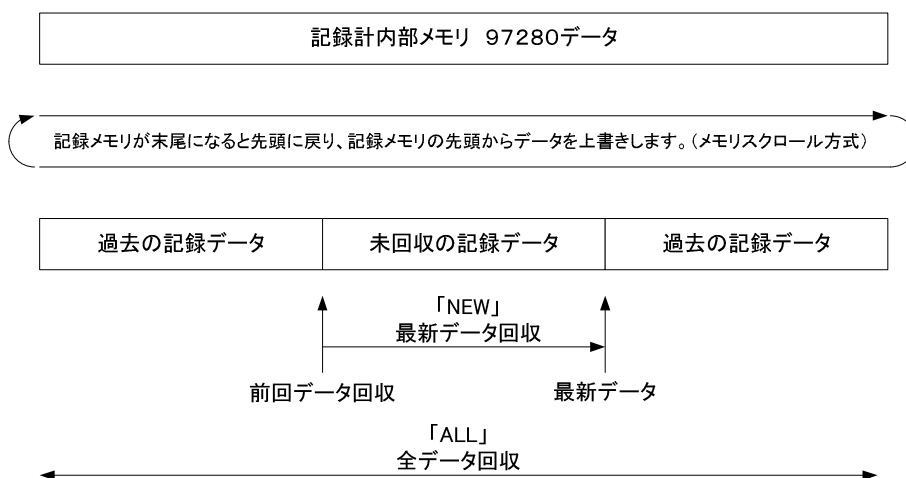 記録計内部メモリ 97280データ
記録メモリが末尾になると先頭に戻り、記録メモリの先頭からデータを上書きします。(メモリスクロール方式)
過去の記録データ
未回収の記録データ
過去の記録データ
「NEW」
最新データ回収
前回データ回収
最新データ
「ALL」
全データ回収